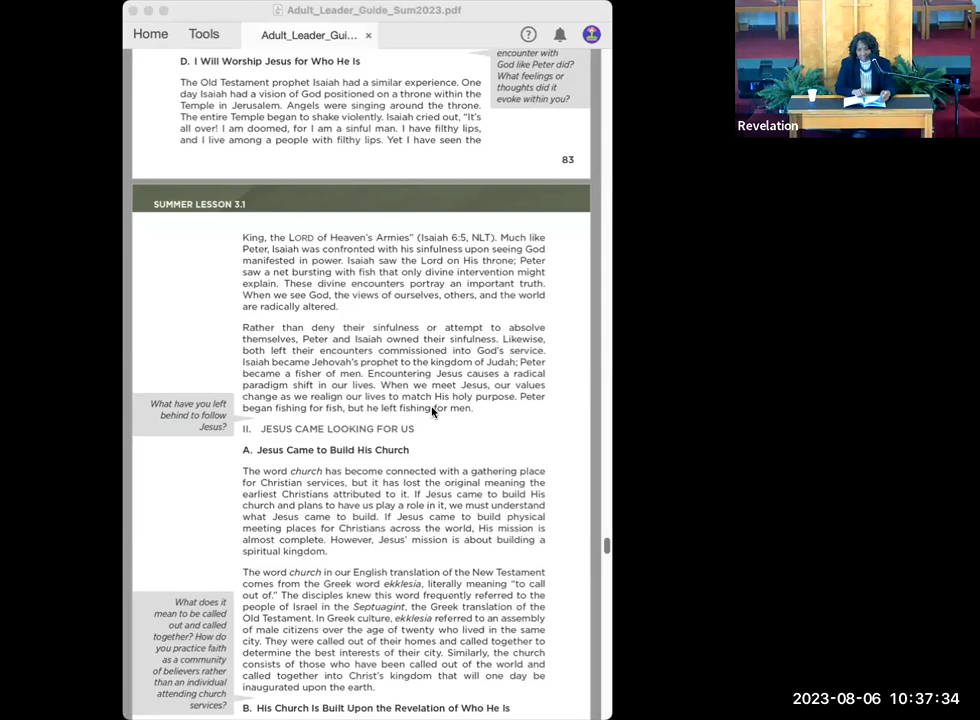 Adult_Leader_Guide_Sum2023.pdf
Home
Tools
Adult_Leader_Gui...
encounter with
God like Peter did?
What feelings or
thoughts did it
evoke within you?
D. I Will Worship Jesus for Who He Is
The Old Testament prophet Isaiah had a similar experience. One
day Isaiah had a vision of God positioned on a throne within the
Temple in Jerusalem. Angels were singing around the throne.
The entire Temple began to shake violently. Isaiah cried out, “It’s
all over! I am doomed, for I am a sinful man. I have filthy lips,
and I live among a people with filthy lips. Yet I have seen the
83
SUMMER LESSON 3.1
King, the LORD of Heaven’s Armies” (Isaiah 6:5, NLT). Much like
Peter, Isaiah was confronted with his sinfulness upon seeing God
manifested in power. Isaiah saw the Lord on His throne; Peter
saw a net bursting with fish that only divine intervention might
explain. These divine encounters portray an important truth.
When we see God, the views of ourselves, others, and the world
are radically altered.
Rather than deny their sinfulness or attempt to absolve
themselves, Peter and Isaiah owned their sinfulness. Likewise,
both left their encounters commissioned into God’s service.
Isaiah became Jehovah’s prophet to the kingdom of Judah; Peter
became a fisher of men. Encountering Jesus causes a radical
paradigm shift in our lives. When we meet Jesus, our values
change as we realign our lives to match His holy purpose. Peter
began fishing for fish, but he left fishing for men.
What have you left
behind to follow
Jesus?
II. JESUS CAME LOOKING FOR US
A. Jesus Came to Build His Church
The word church has become connected with a gathering place
for Christian services, but it has lost the original meaning the
earliest Christians attributed to it. If Jesus came to build His
church and plans to have us play a role in it, we must understand
what Jesus came to build. If Jesus came to build physical
meeting places for Christians across the world, His mission is
almost complete. However, Jesus’ mission is about building a
spiritual kingdom.
The word church in our English translation of the New Testament
comes from the Greek word ekklesia, literally meaning “to call
out of.” The disciples knew this word frequently referred to the
people of Israel in the Septuagint, the Greek translation of the
Old Testament. In Greek culture, ekklesia referred to an assembly
of male citizens over the age of twenty who lived in the same
city. They were called out of their homes and called together to
determine the best interests of their city. Similarly, the church
consists of those who have been called out of the world and
called together into Christ’s kingdom that will one day be
inaugurated upon the earth.
What does it
mean to be called
out and called
together? How do
you practice faith
as a community
of believers rather
than an individual
attending church
services?
B. His Church Is Built Upon the Revelation of Who He Is
Revelation
2023-08-06 10:37:34